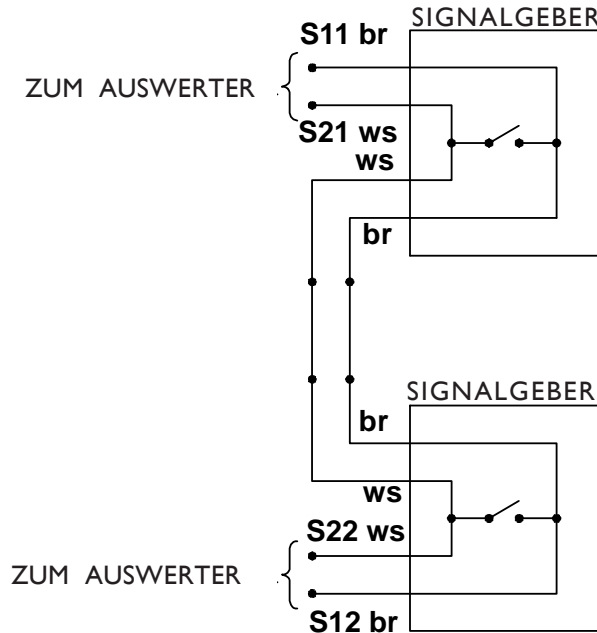 SIGNALGEBER
S11 br
ZUM AUSWERTER
S21 ws
ws
br
SIGNALGEBER
br
ws
S22 ws
ZUM AUSWERTER
S12 br